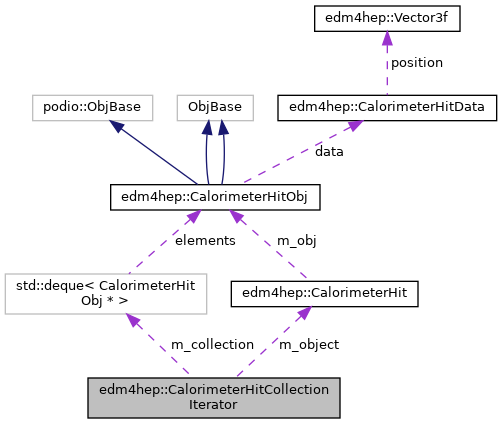 edm4hep::Vector3f
position
podio::ObjBase
ObjBase
edm4hep::CalorimeterHitData
data
edm4hep::CalorimeterHitObj
elements
m_obj
std::deque< CalorimeterHit
Obj * >
edm4hep::CalorimeterHit
m_collection
m_object
edm4hep::CalorimeterHitCollection
Iterator